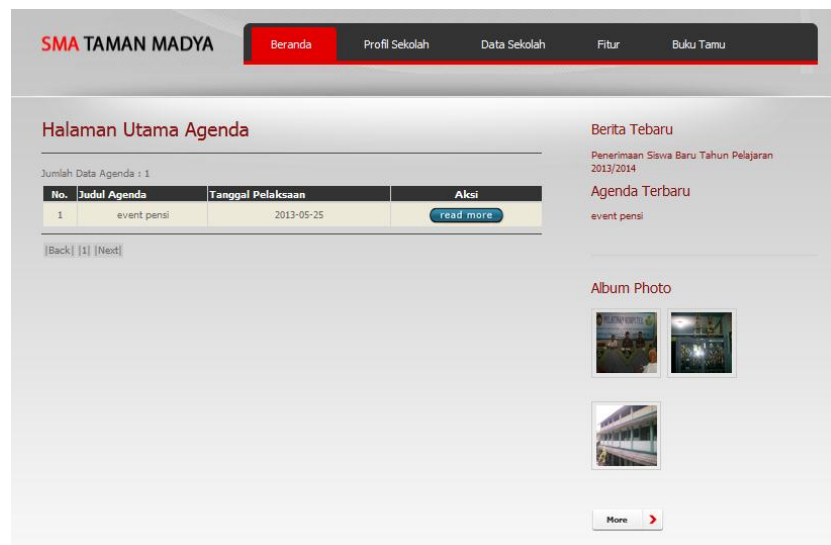 SMA TAMAN MADYA
Beranda
Profil Sekolah
Data Sekolah
Fitur
Buku Tamu
Halaman Utama Agenda
Jumlah Data Agenda : 1
No. Judul Agenda Tanggal Pelaksaan Aksi
1 event pensi 2013-05-25 read more
|Back| |1| |Next|
Berita Tebaru
Penerimaan Siswa Baru Tahun Pelajaran
2013/2014
Agenda Terbaru
event pensi
Album Photo
More